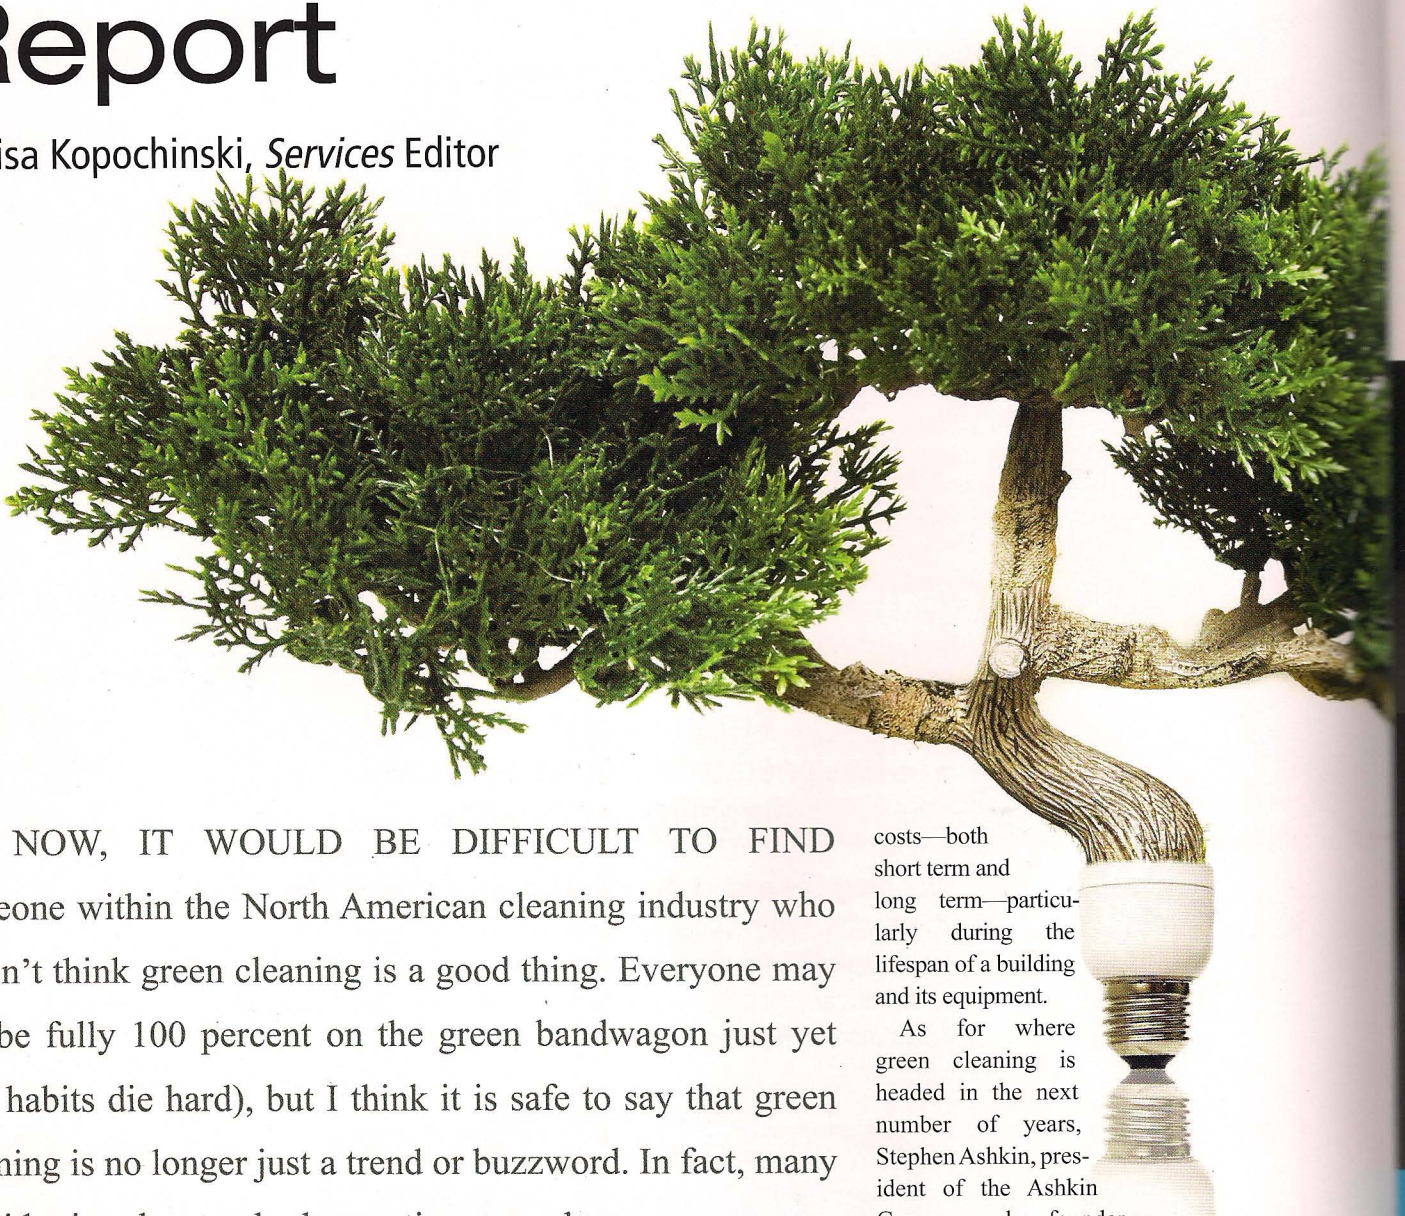 Report
isa Kopochinski, Services Editor
NOW, IT WOULD BE DIFFICULT TO FIND
eone within the North American cleaning industry who
n't think green cleaning is a good thing. Everyone may
be fully 100 percent on the green bandwagon just yet
habits die hard), but I think it is safe to say that green
ning is no longer just a trend or buzzword. In fact, many
costs—both
short term and
long term—particu-
larly during the
lifespan of a building
and its equipment.
As for where
green cleaning is
headed in the next
number of years,
Stephen Ashkin, pres-
ident of the Ashkin